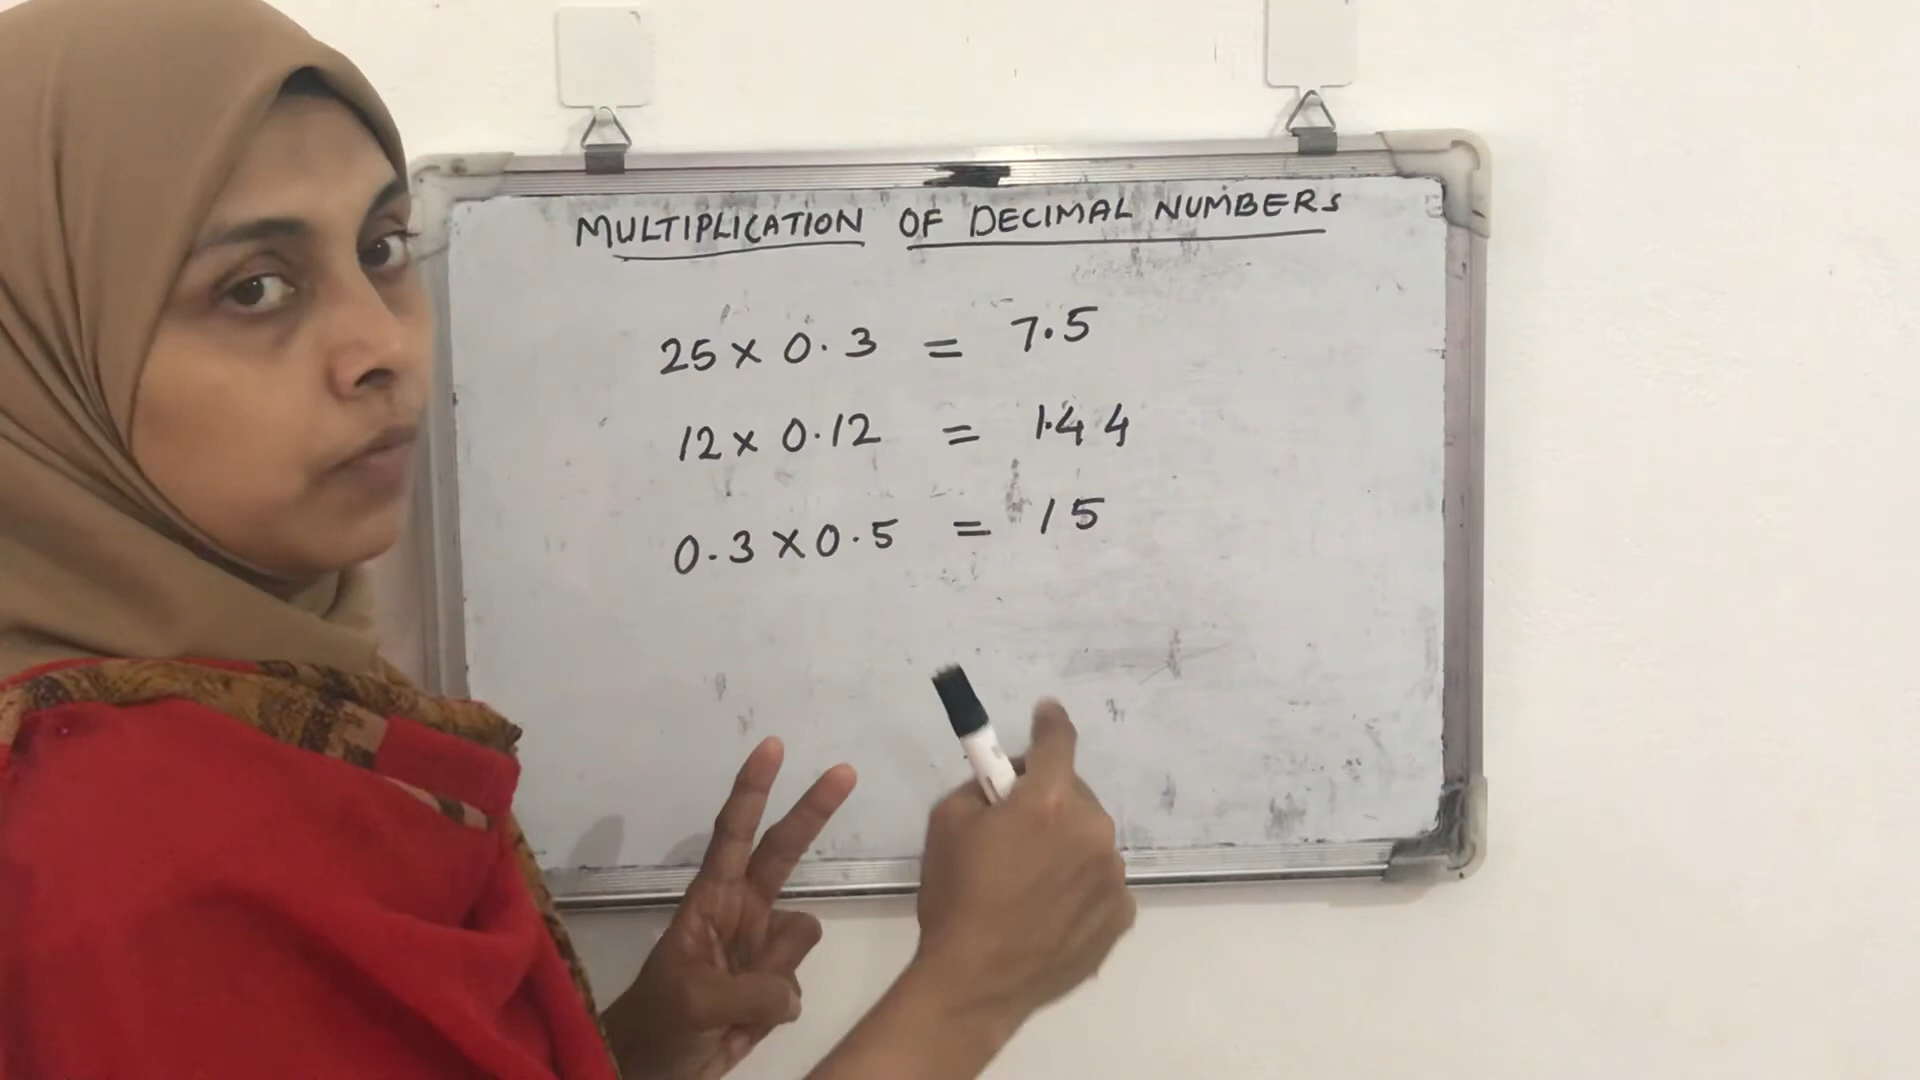 MULTIPLICATION OF DECIMAL NUMBERS
25 × 0.3 = 7.5
12 × 0.12 = 1.44
0.3 × 0.5 = 15